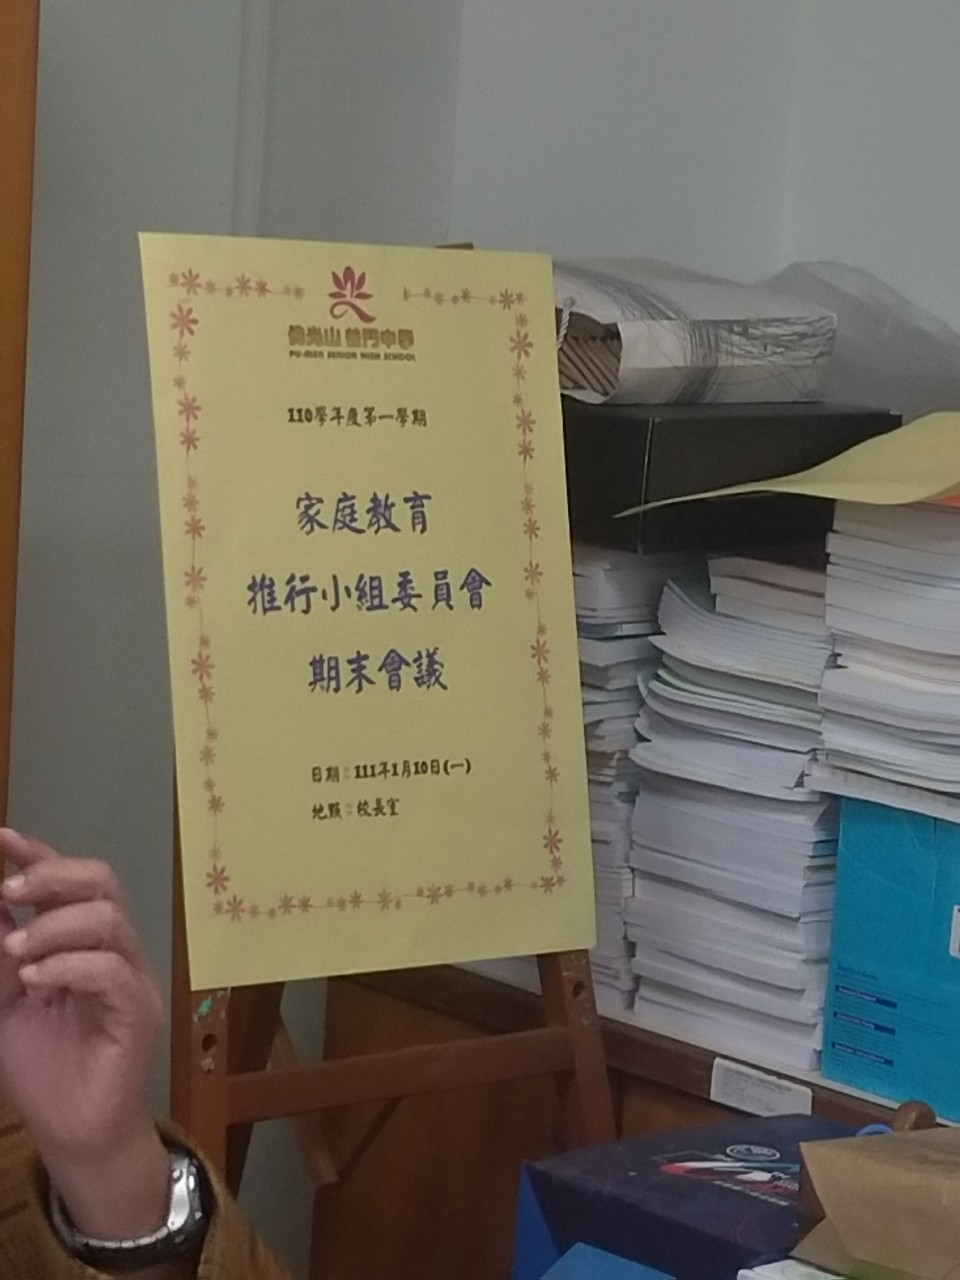 佛光山 普門中學
PU-MEN SENIOR HIGH SCHOOL
110學年度第一學期
家庭教育
推行小組委員會
期末會議
日期：111年1月10日(一)
地點：校長室